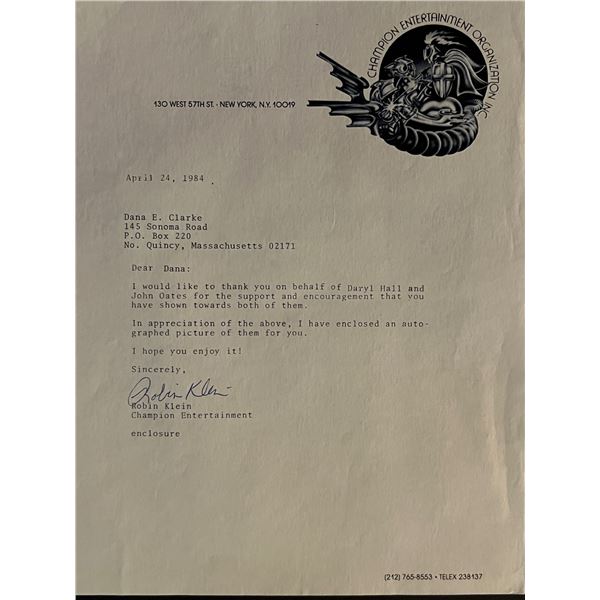 CHAMPION ENTERTAINMENT ORGANIZATION INC
130 WEST 57TH ST. • NEW YORK, N.Y. 10019
April 24, 1984 .
Dana E. Clarke
145 Sonoma Road
P.O. Box 220
No. Quincy, Massachusetts 02171
Dear Dana:
I would like to thank you on behalf of Daryl Hall and
John Oates for the support and encouragement that you
have shown towards both of them.
In appreciation of the above, I have enclosed an auto-
graphed picture of them for you.
I hope you enjoy it!
Sincerely,
Robin Klein
Robin Klein
Champion Entertainment
enclosure
(212) 765-8553 • TELEX 238137